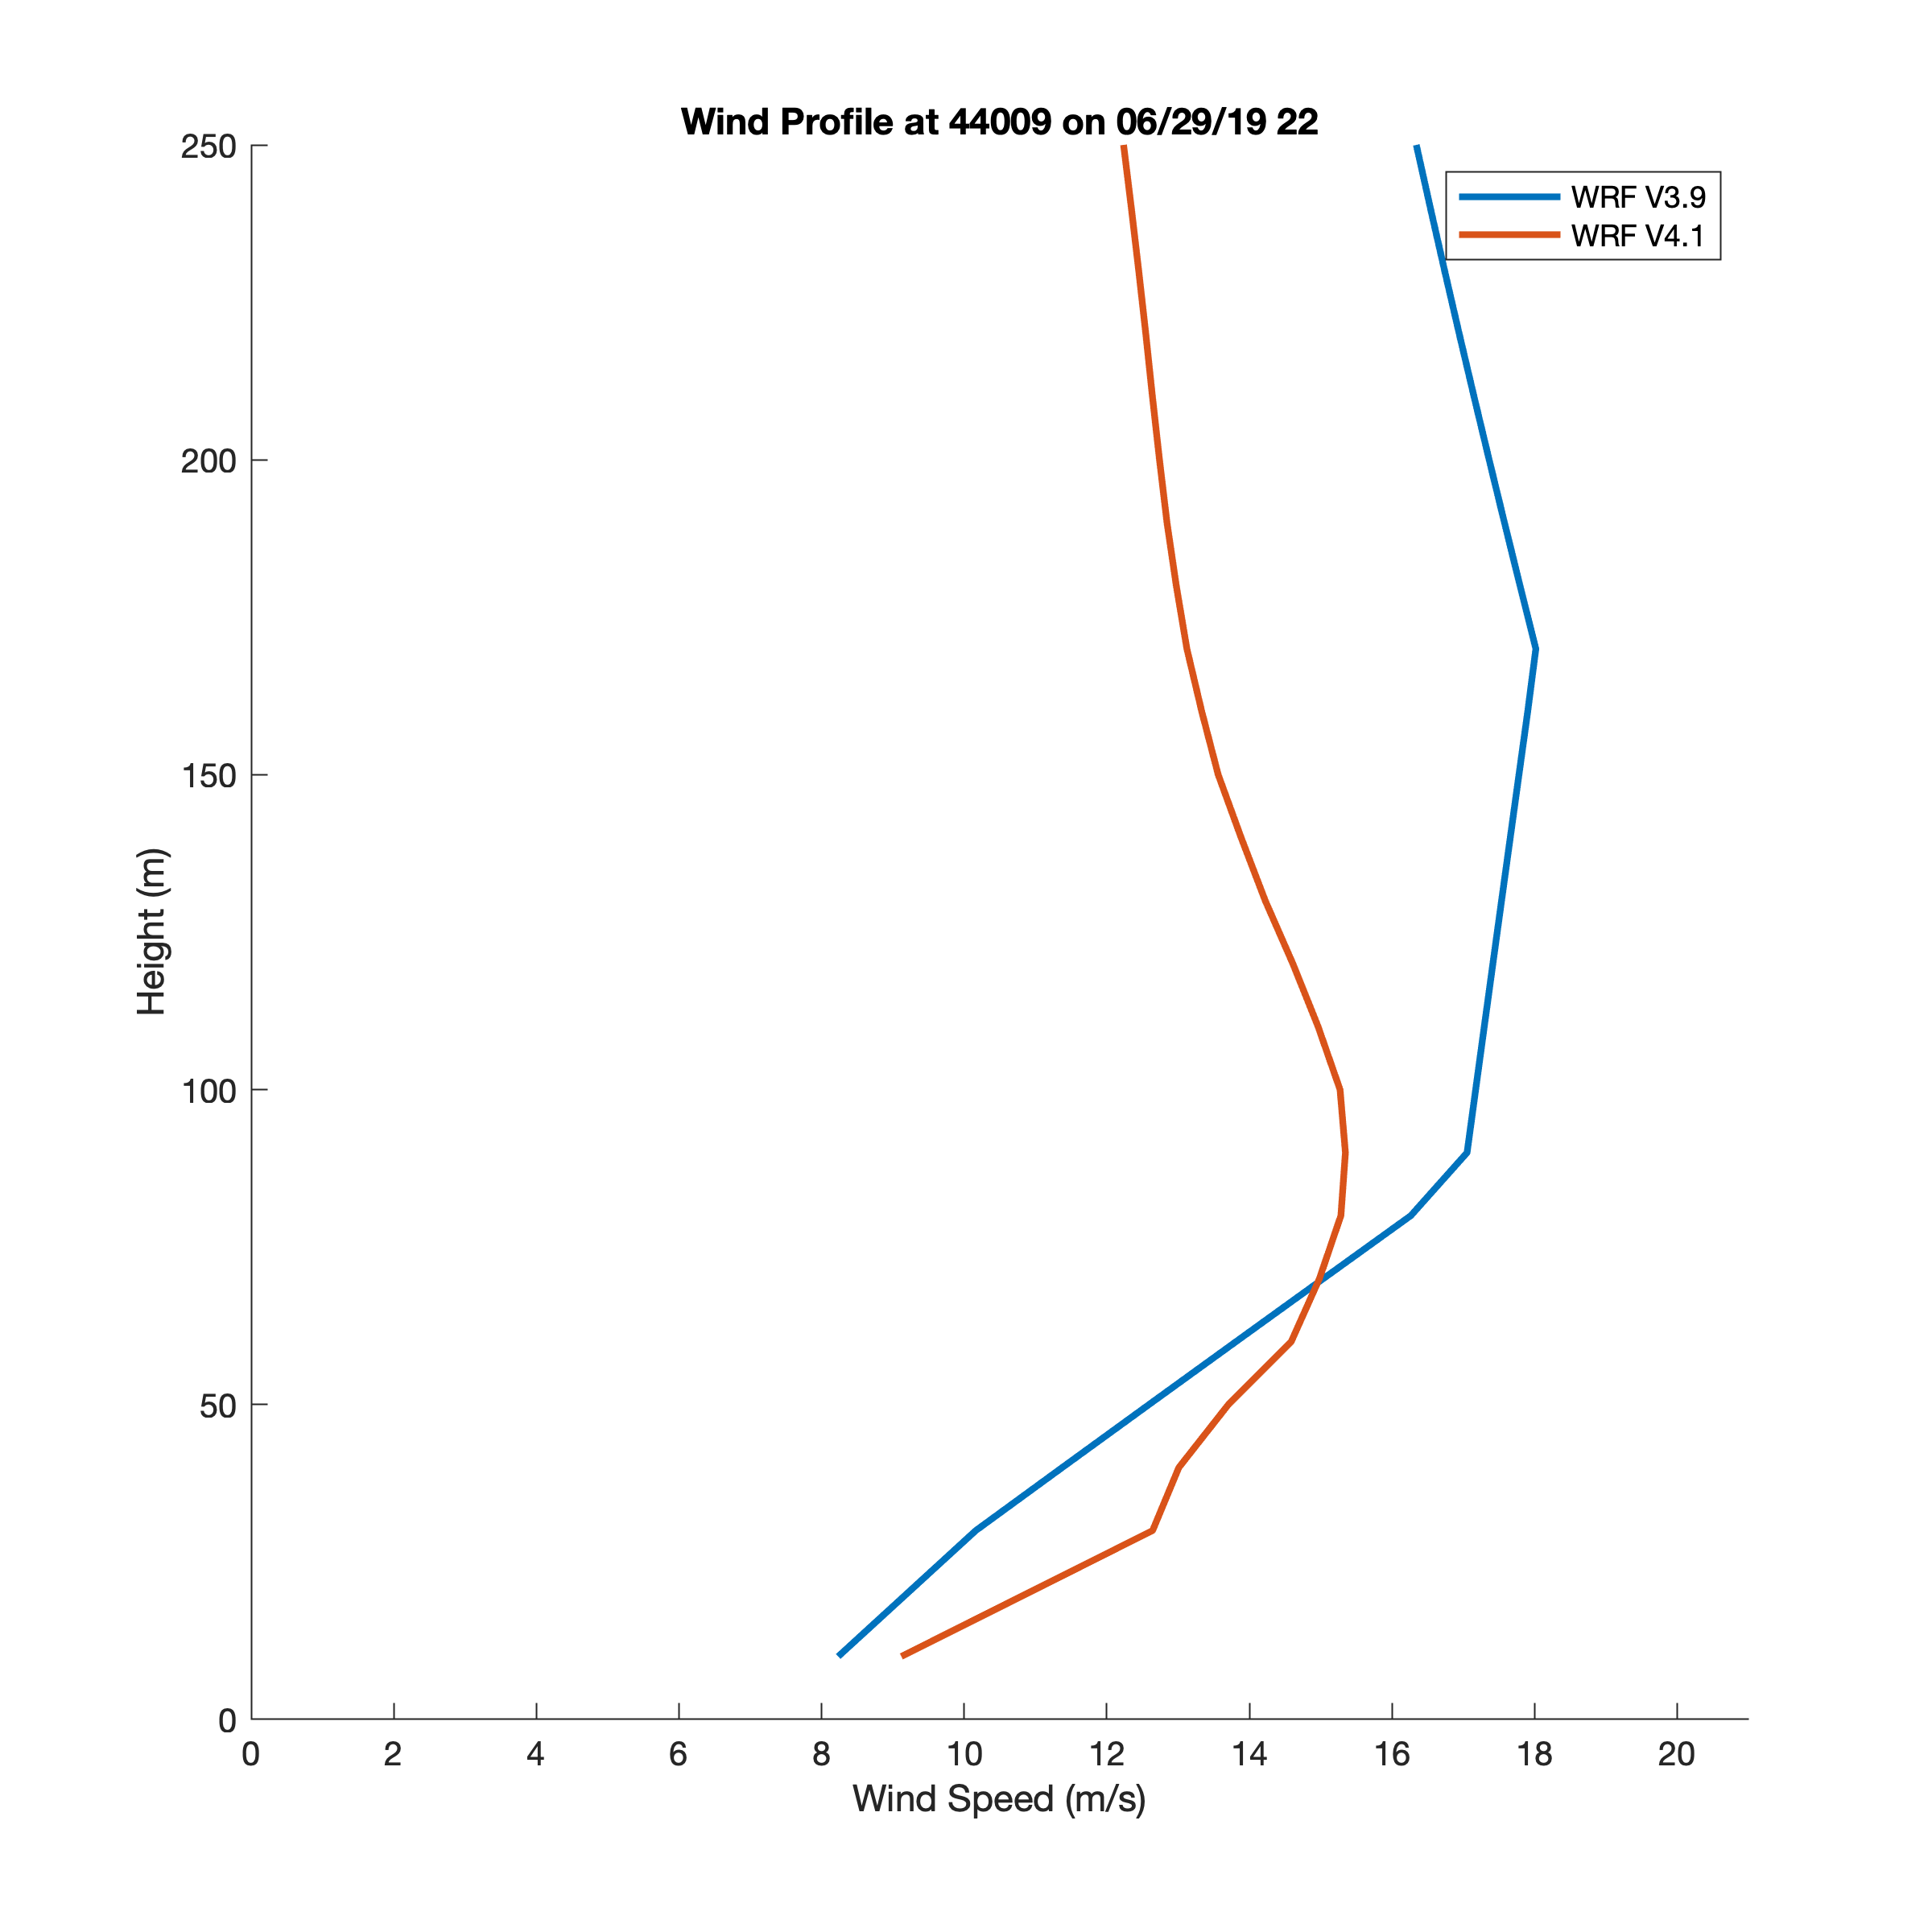 Wind Profile at 44009 on 06/29/19 22
WRF V3.9
WRF V4.1
250
200
150
100
50
0
Height (m)
0 2 4 6 8 10 12 14 16 18 20
Wind Speed (m/s)